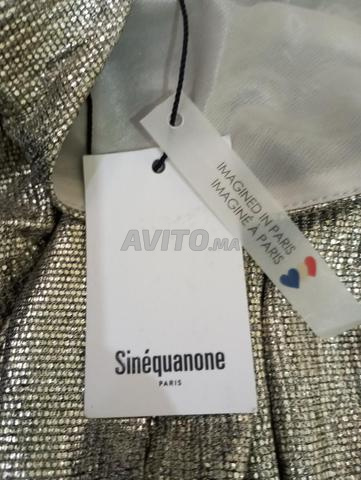 IMAGINED IN PARIS
IMAGINÉ À PARIS
AVITO.MA
Sinéquanone
PARIS